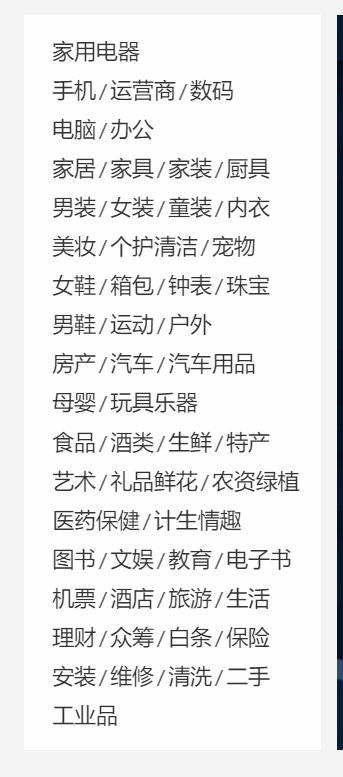 家用电器
手机/运营商/数码
电脑/办公
家居/家具/家装/厨具
男装/女装/童装/内衣
美妆/个护清洁/宠物
女鞋/箱包/钟表/珠宝
男鞋/运动/户外
房产/汽车/汽车用品
母婴/玩具乐器
食品/酒类/生鲜/特产
艺术/礼品鲜花/农资绿植
医药保健/计生情趣
图书/文娱/教育/电子书
机票/酒店/旅游/生活
理财/众筹/白条/保险
安装/维修/清洗/二手
工业品